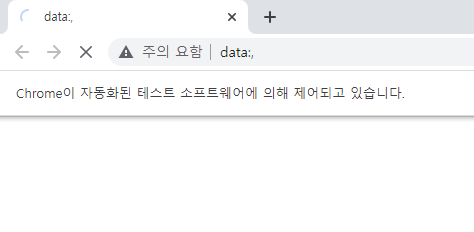 data:,
주의 요함 | data:,
Chrome이 자동화된 테스트 소프트웨어에 의해 제어되고 있습니다.